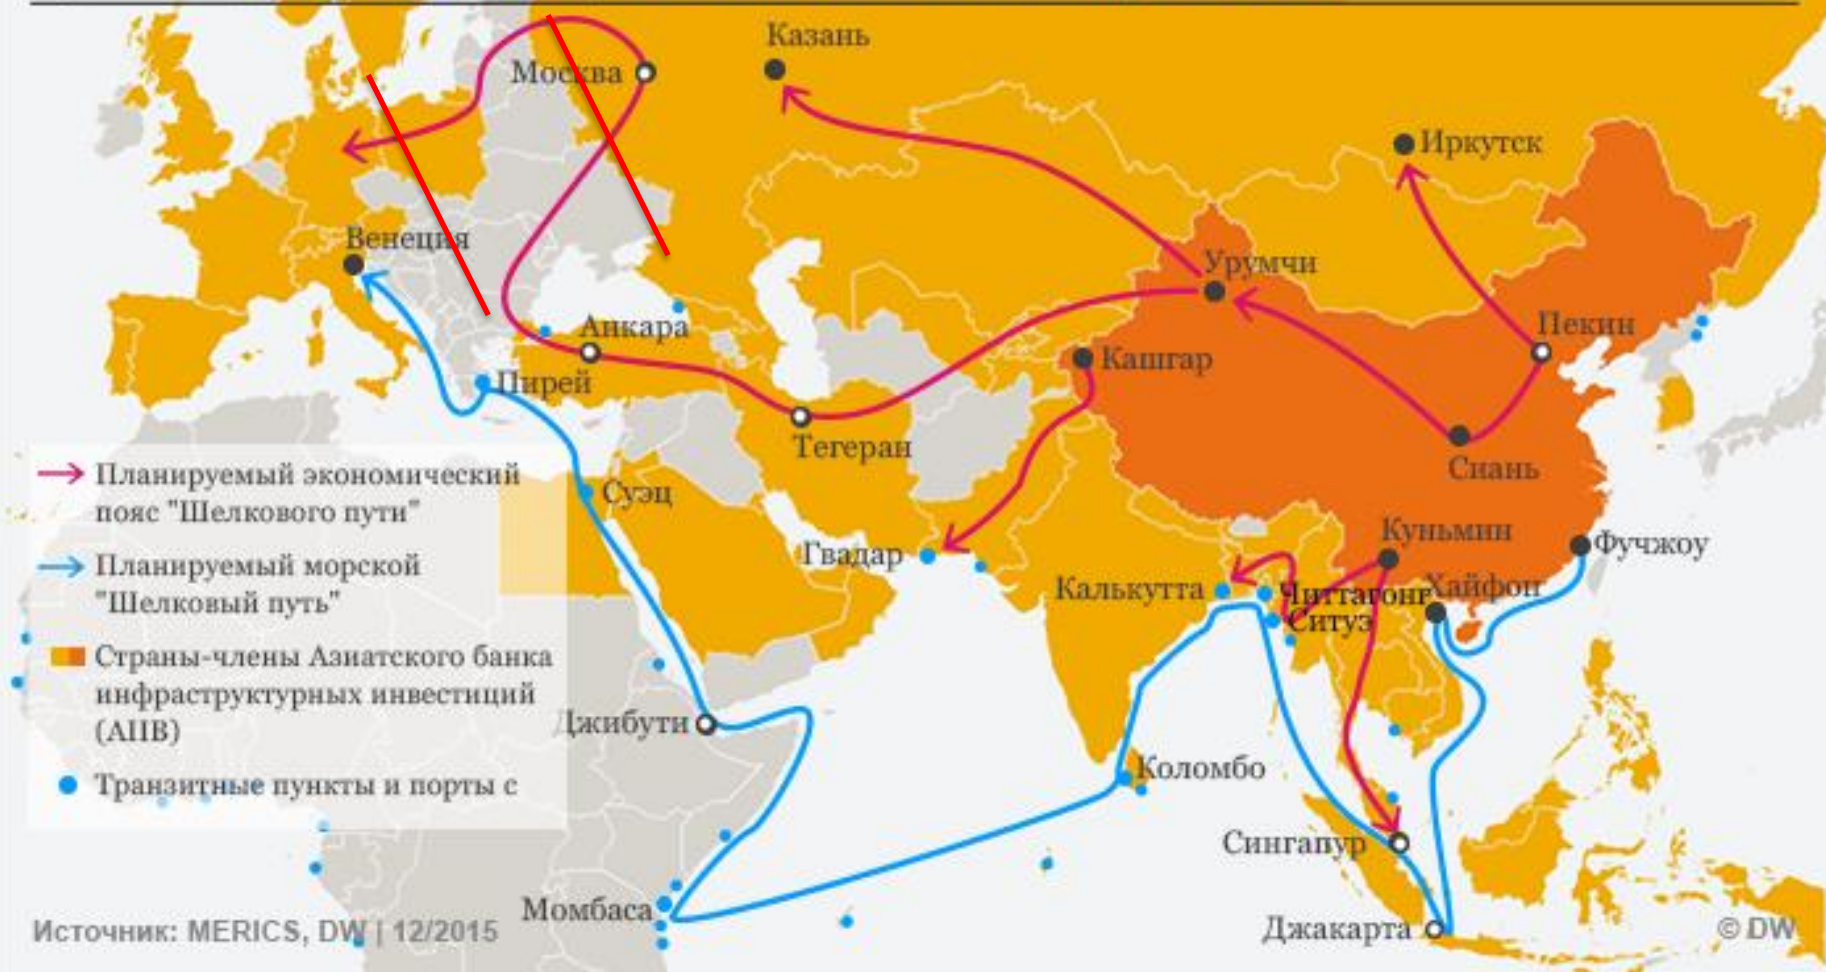 Казань
Москва
Иркутск
Венеция
Урумчи
Анкара
Пекин
Кашгар
Пирей
Тегеран
Сиань
Планируемый экономический
пояс "Шелкового пути"
Суэц
Куньмин
Фучжоу
Гвадар
Планируемый морской
"Шелковый путь"
Калькутта
Читтагонг
Хайфон
Ситуэ
Страны-члены Азиатского банка
инфраструктурных инвестиций
(АПВ)
Джибути
Коломбо
Транзитные пункты и порты с
Сингапур
Момбаса
Джакарта
Источник: MERICS, DW | 12/2015
© DW